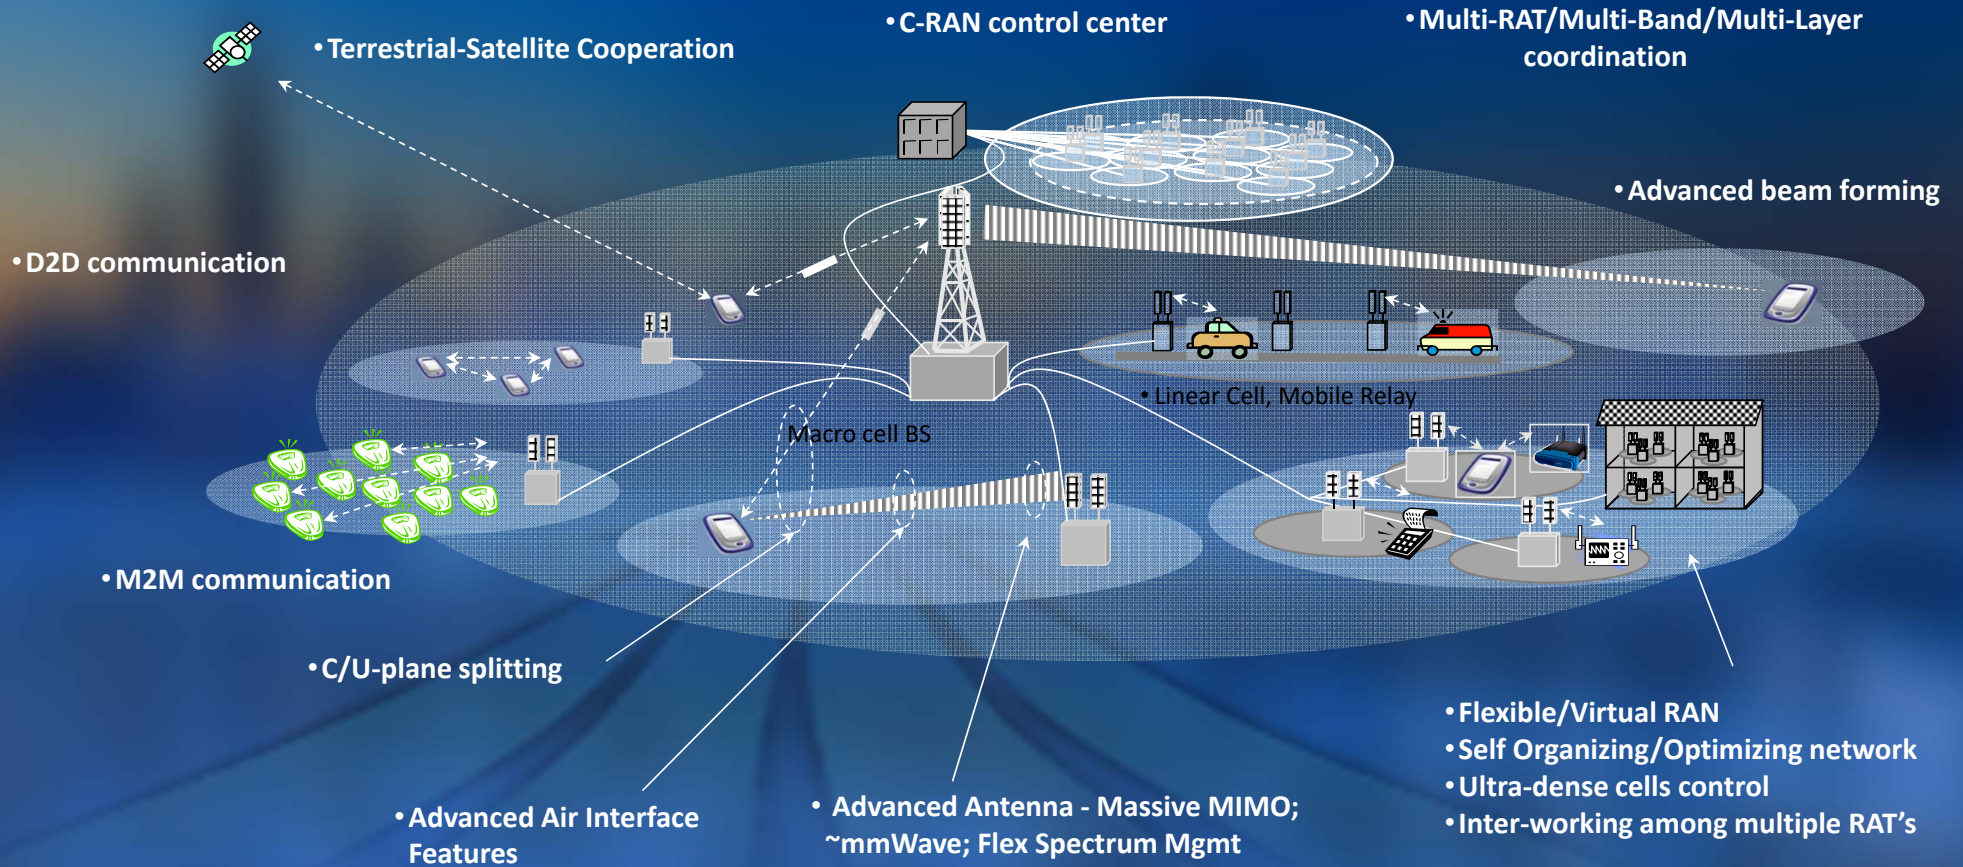 • C-RAN control center
• Multi-RAT/Multi-Band/Multi-Layer
coordination
• Terrestrial-Satellite Cooperation
• Advanced beam forming
• D2D communication
• Linear Cell, Mobile Relay
Macro cell BS
• M2M communication
• C/U-plane splitting
• Advanced Air Interface
Features
• Advanced Antenna - Massive MIMO;
~mmWave; Flex Spectrum Mgmt
• Flexible/Virtual RAN
• Self Organizing/Optimizing network
• Ultra-dense cells control
• Inter-working among multiple RAT's